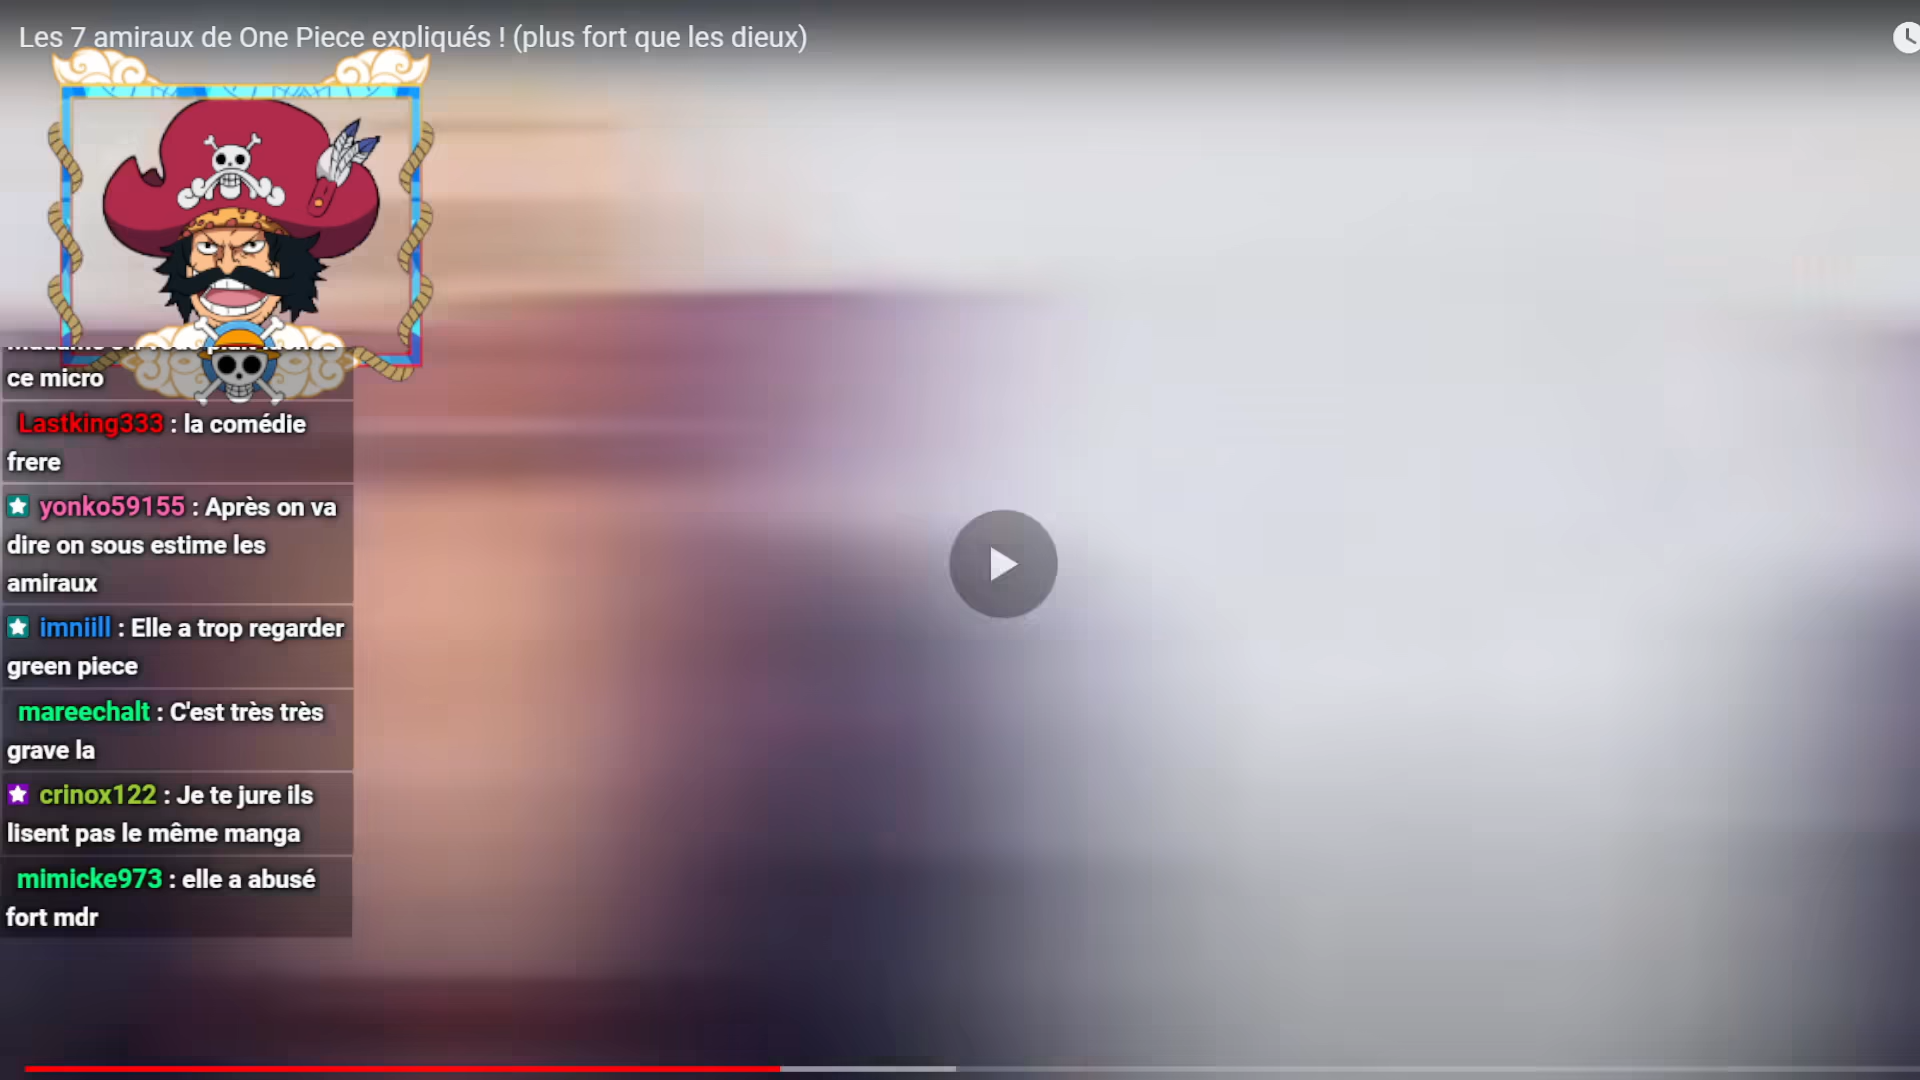 Les 7 amiraux de One Piece expliqués ! (plus fort que les dieux)
ce micro
Lastking333 : la comédie
frere
yonko59155 : Après on va
dire on sous estime les
amiraux
imniill : Elle a trop regarder
green piece
mareechalt : C'est très très
grave la
crinox122 : Je te jure ils
lisent pas le même manga
mimicke973 : elle a abusé
fort mdr